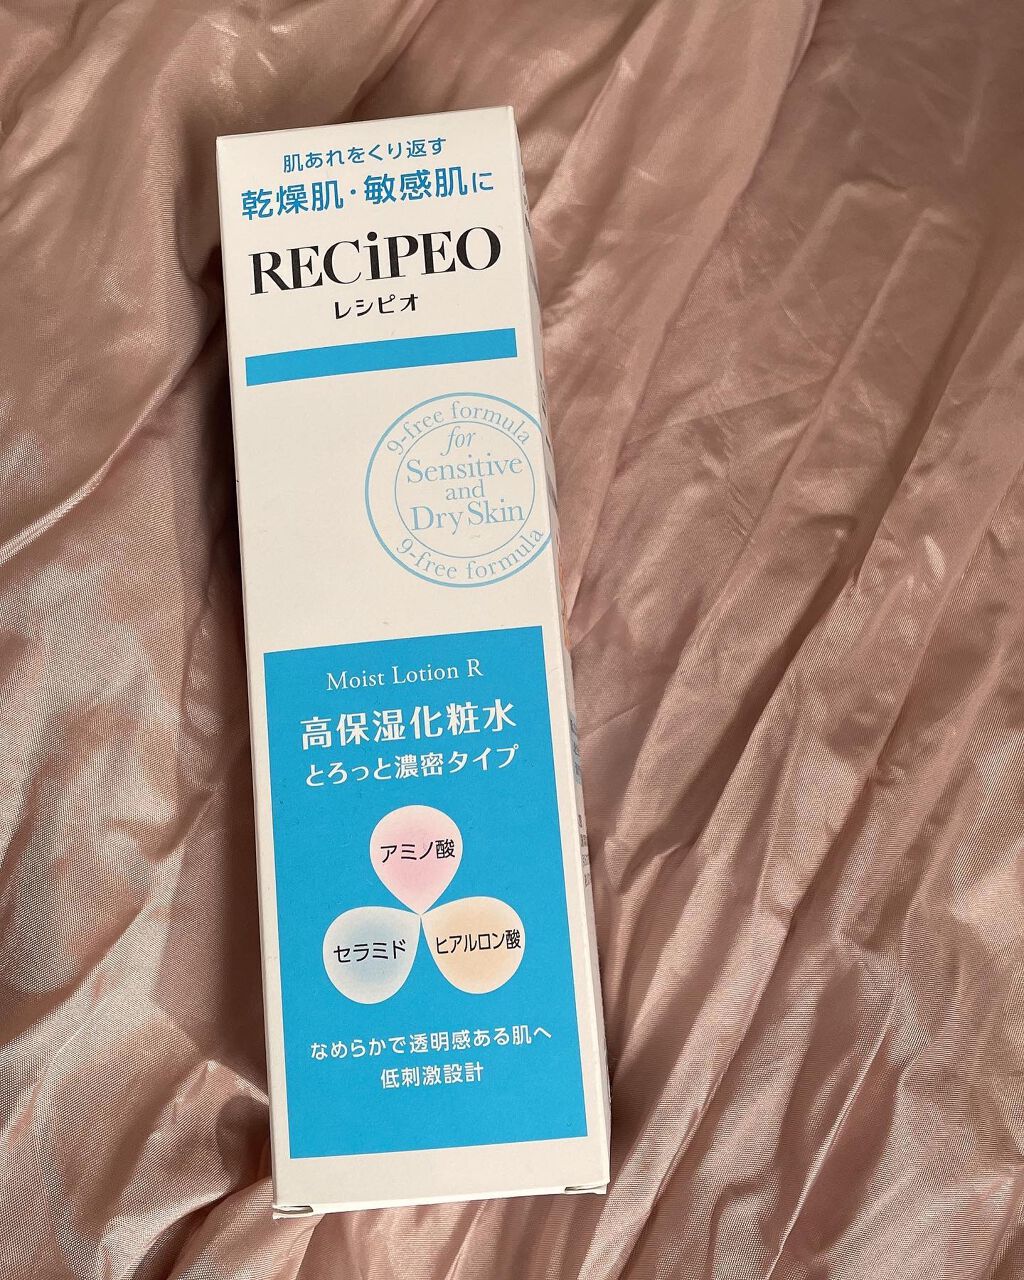 肌あれをくり返す
乾燥肌・敏感肌に
RECiPEO
レシピオ
9-free formula
for
Sensitive
and
Dry Skin
9-free formula
Moist Lotion R
高保湿化粧水
とろっと濃密タイプ
アミノ酸
セラミド
ヒアルロン酸
なめらかで透明感ある肌へ
低刺激設計